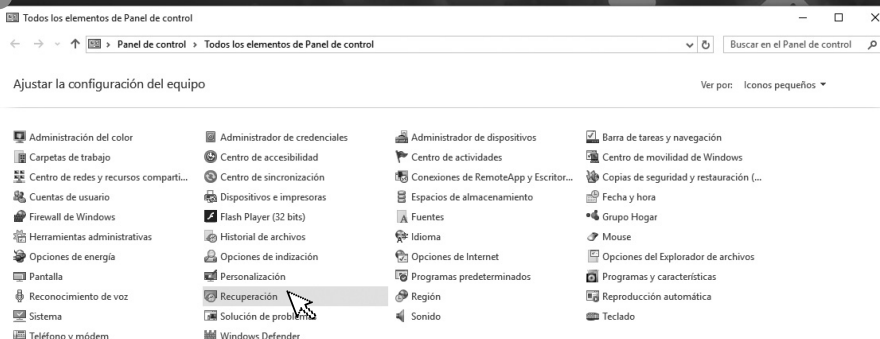 Todos los elementos de Panel de control
Panel de control › Todos los elementos de Panel de control
Buscar en el Panel de control
Ajustar la configuración del equipo
Ver por: Iconos pequeños
Administración del color Administrador de credenciales Administrador de dispositivos Barra de tareas y navegación
Carpetas de trabajo Centro de accesibilidad Centro de actividades Centro de movilidad de Windows
Centro de redes y recursos comparti... Centro de sincronización Conexiones de RemoteApp y Escritor... Copias de seguridad y restauración (...
Cuentas de usuario Dispositivos e impresoras Espacios de almacenamiento Fecha y hora
Firewall de Windows Flash Player (32 bits) Fuentes Grupo Hogar
Herramientas administrativas Historial de archivos Idioma Mouse
Opciones de energía Opciones de indización Opciones de Internet Opciones del Explorador de archivos
Pantalla Personalización Programas predeterminados Programas y características
Reconocimiento de voz Recuperación Región Reproducción automática
Sistema Solución de problemas Sonido Teclado
Teléfono y módem Windows Defender